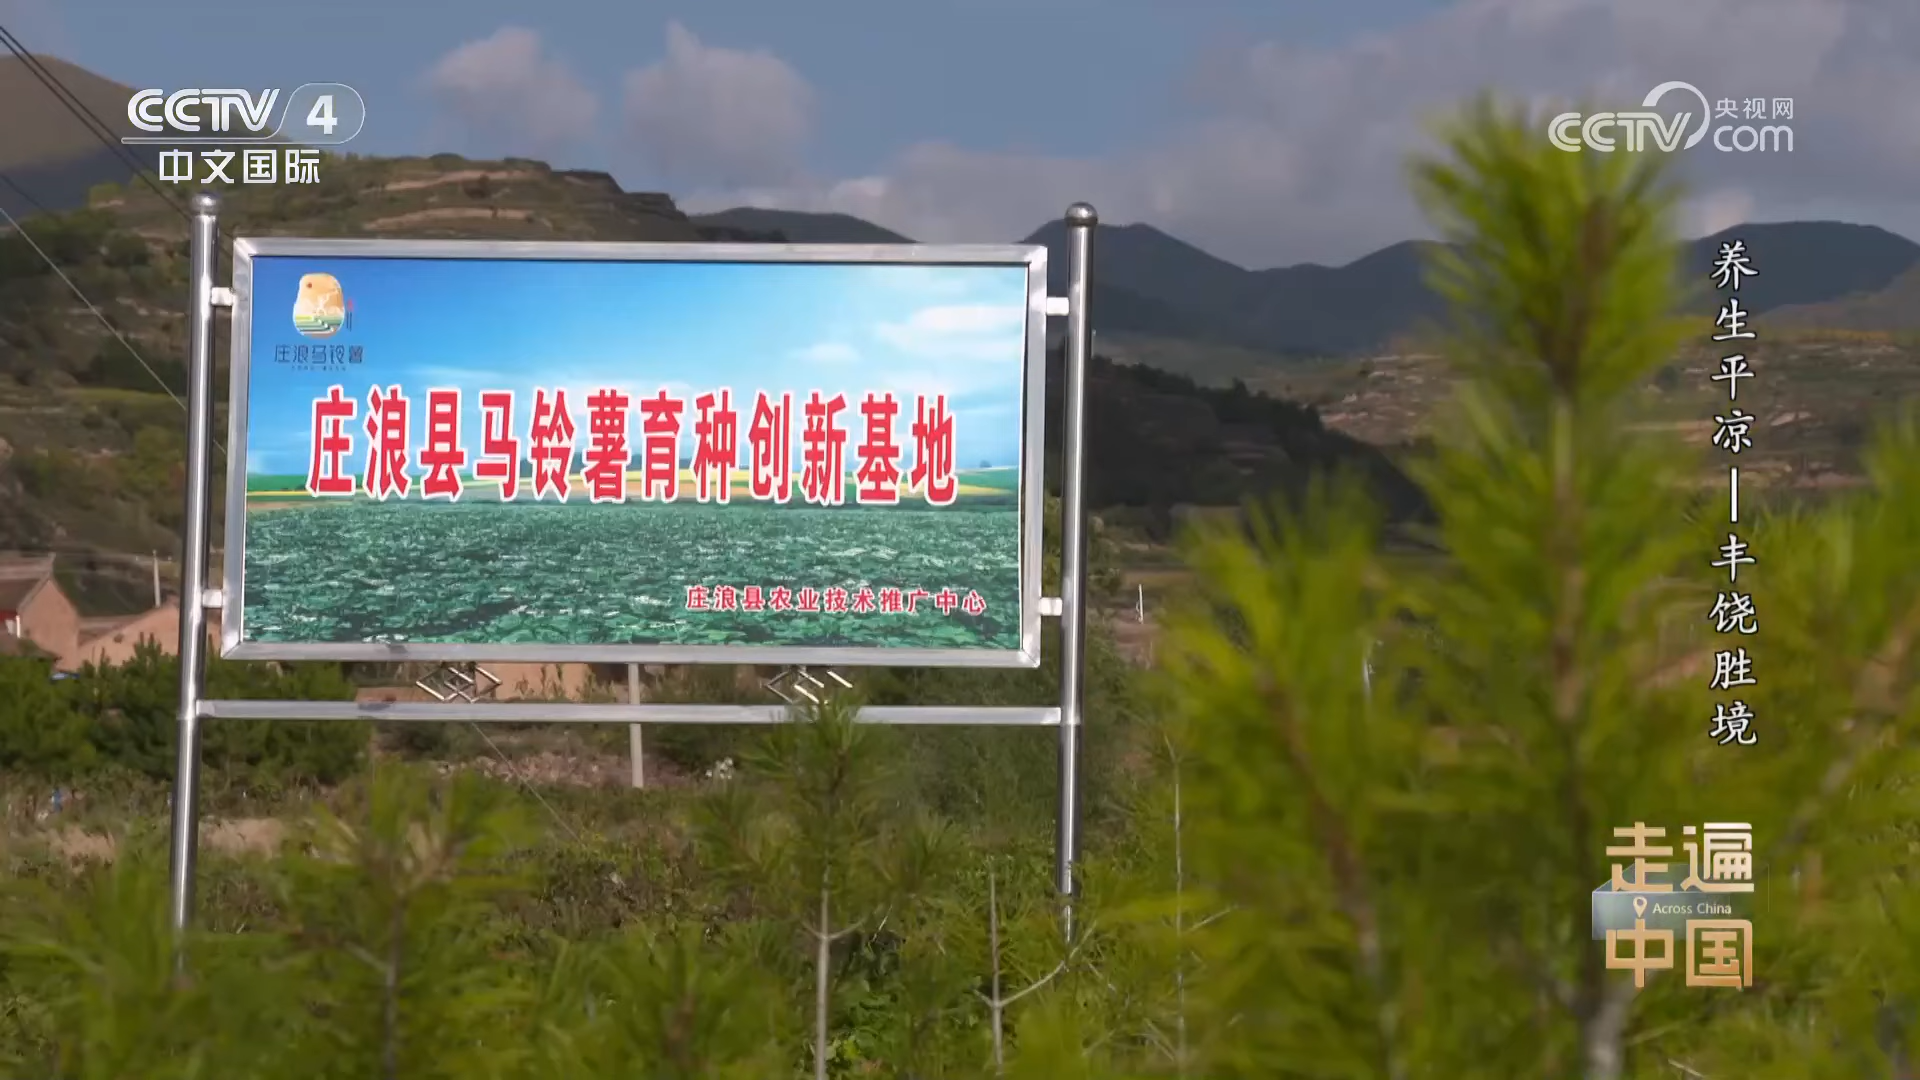 CCTV 4
中文国际
CCTV 央视网
com
庄浪马铃薯
庄浪县马铃薯育种创新基地
庄浪县农业技术推广中心
养生平凉—丰饶胜境
走遍
Across China
中国